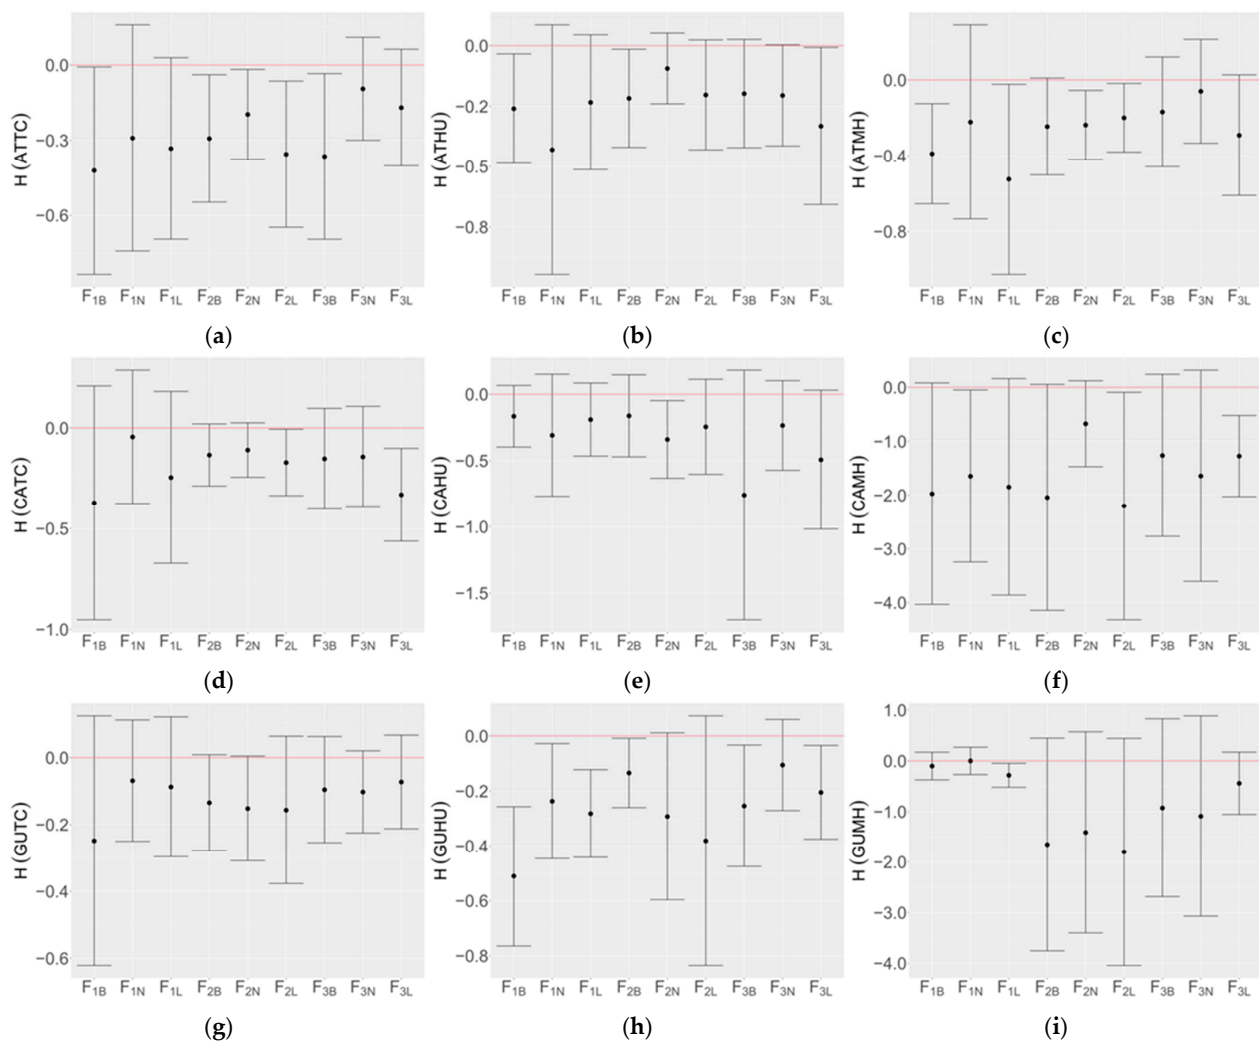 H (ATTC)
0.0
−0.3
−0.6
F1B F1N F1L F2B F2N F2L F3B F3N F3L
(a)
H (ATHU)
0.0
−0.2
−0.5
−0.8
F1B F1N F1L F2B F2N F2L F3B F3N F3L
(b)
H (ATMH)
0.0
−0.4
−0.8
F1B F1N F1L F2B F2N F2L F3B F3N F3L
(c)
H (CATC)
0.0
−0.5
−1.0
F1B F1N F1L F2B F2N F2L F3B F3N F3L
(d)
H (CAHU)
0.0
−0.5
−1.0
−1.5
F1B F1N F1L F2B F2N F2L F3B F3N F3L
(e)
H (CAMH)
0.0
−1.0
−2.0
−3.0
−4.0
F1B F1N F1L F2B F2N F2L F3B F3N F3L
(f)
H (GUTC)
0.0
−0.2
−0.4
−0.6
F1B F1N F1L F2B F2N F2L F3B F3N F3L
(g)
H (GUHU)
0.0
−0.2
−0.4
−0.6
−0.8
F1B F1N F1L F2B F2N F2L F3B F3N F3L
(h)
H (GUMH)
1.0
0.0
−1.0
−2.0
−3.0
−4.0
F1B F1N F1L F2B F2N F2L F3B F3N F3L
(i)